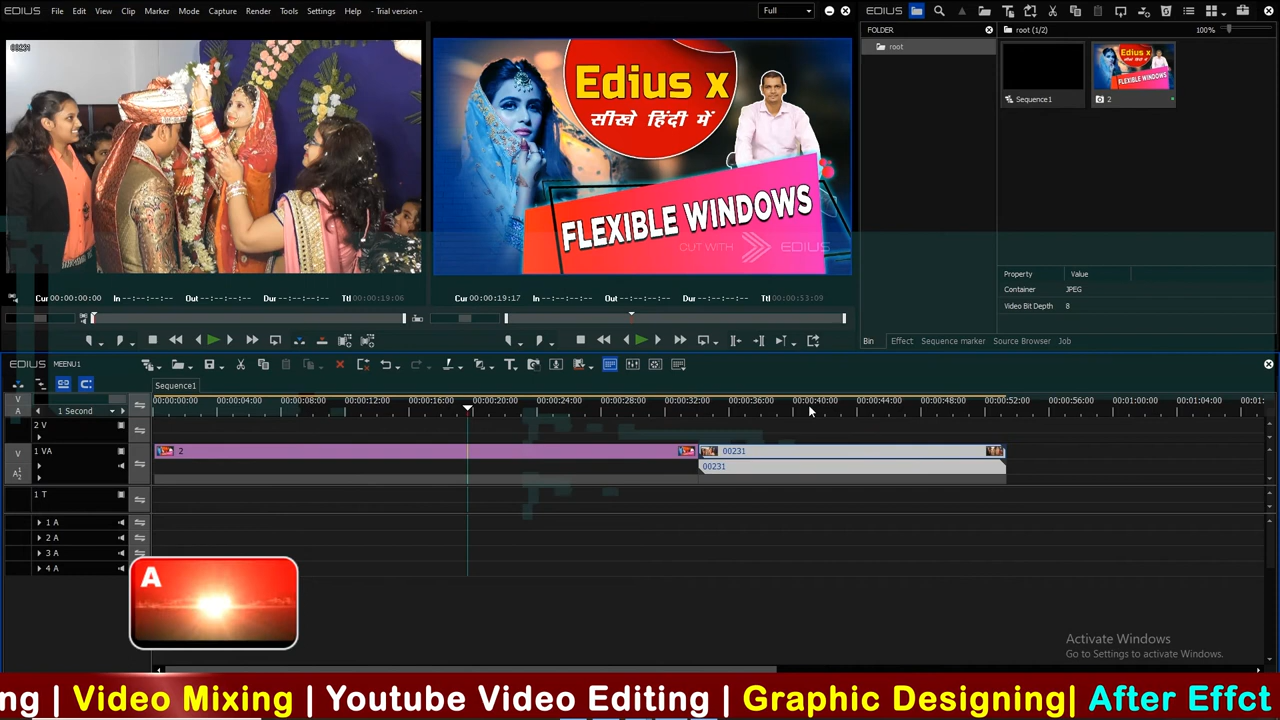 EDIUS File Edit View Clip Marker Mode Capture Render Tools Settings Help - Trial version -
Full
EDIUS
FOLDER
root
root (1/2)
100%
Sequence1
2
00231
Edius x
सीखे हिंदी में
FLEXIBLE WINDOWS
CUT WITH EDIUS
Edius x
सीखे हिंदी में
FLEXIBLE WINDOWS
Property Value
Container JPEG
Video Bit Depth 8
Cur 00:00:00:00 In --:--:--:-- Out --:--:--:-- Dur --:--:--:-- Ttl 00:00:19:06
Cur 00:00:19:17 In --:--:--:-- Out --:--:--:-- Dur --:--:--:-- Ttl 00:00:53:09
Bin Effect Sequence marker Source Browser Job
EDIUS MEENU1
Sequence1
V
A
1 Second
00:00:00:00 00:00:04:00 00:00:08:00 00:00:12:00 00:00:16:00 00:00:20:00 00:00:24:00 00:00:28:00 00:00:32:00 00:00:36:00 00:00:40:00 00:00:44:00 00:00:48:00 00:00:52:00 00:00:56:00 00:01:00:00 00:01:04:00 00:01:
2 V
V
1 VA
2
00231
00231
1 T
1 A
2 A
3 A
4 A
A
Activate Windows
Go to Settings to activate Windows.
ng | Video Mixing | Youtube Video Editing | Graphic Designing| After Effct